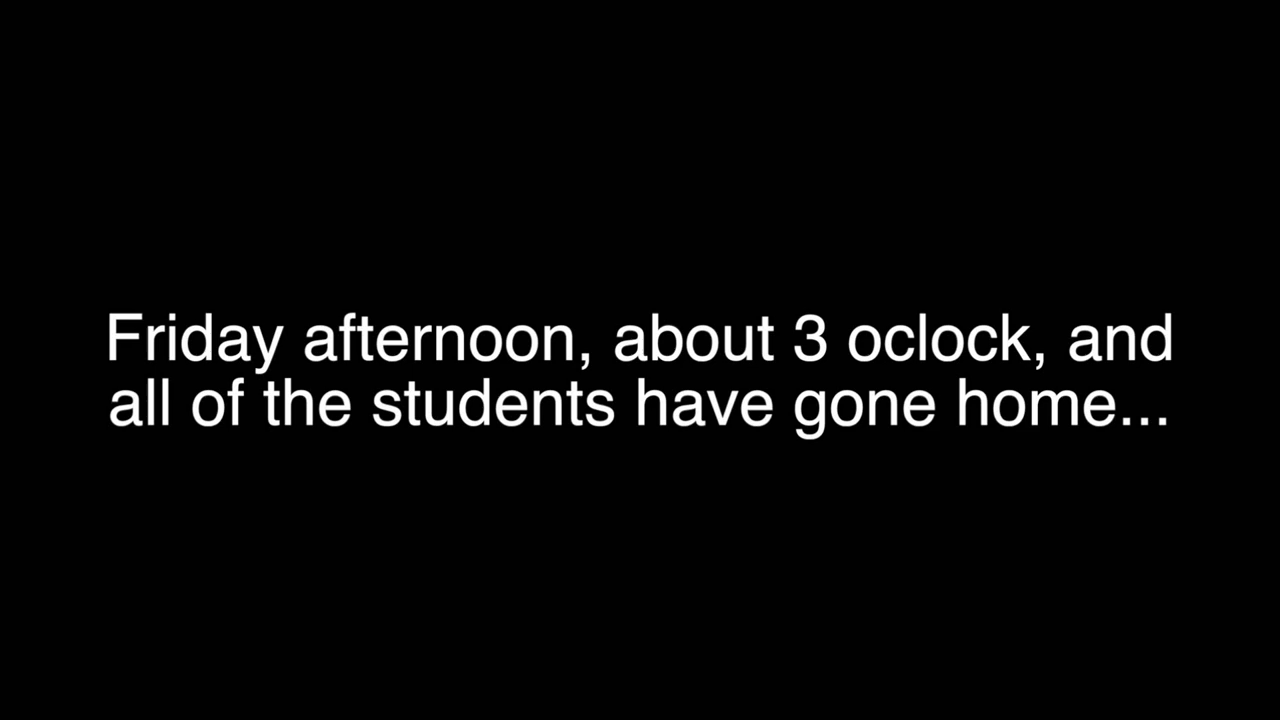 Friday afternoon, about 3 oclock, and
all of the students have gone home...